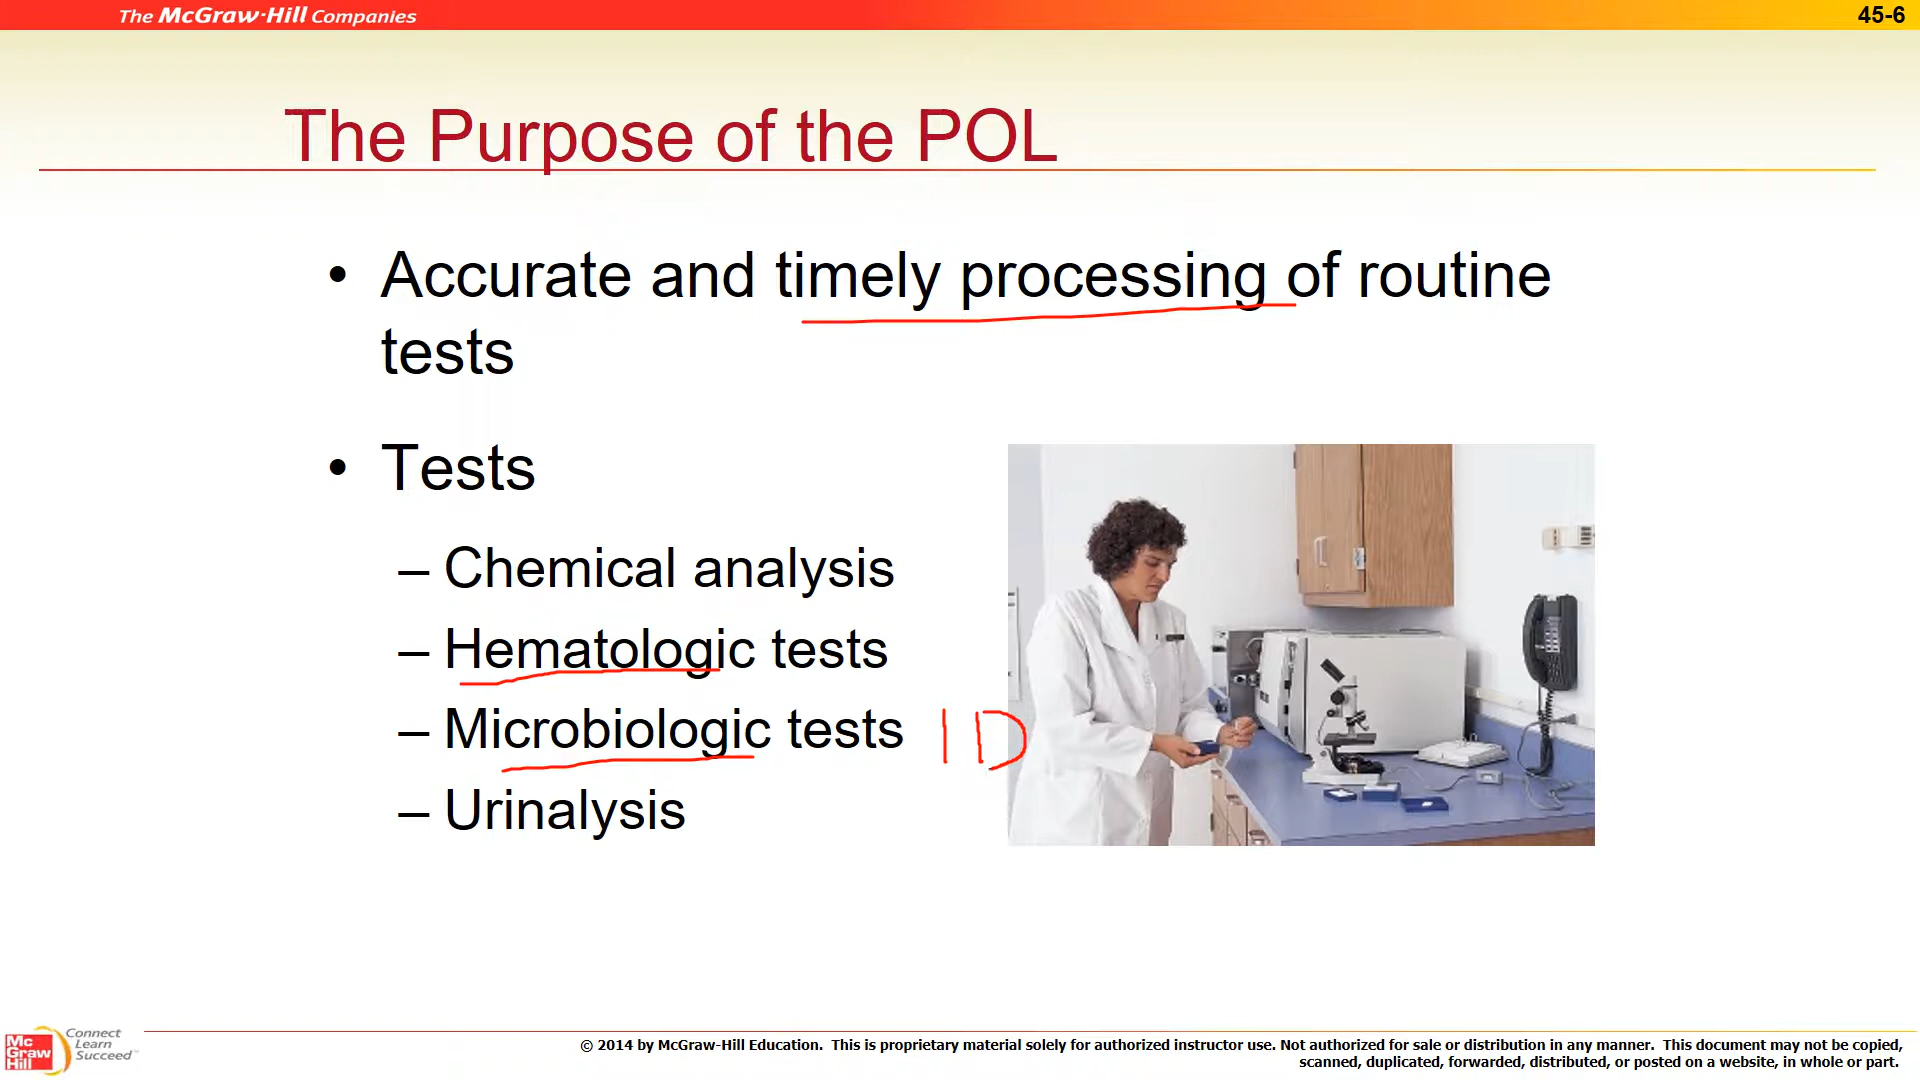 The McGraw-Hill Companies
45-6
The Purpose of the POL
• Accurate and timely processing of routine
tests
• Tests
– Chemical analysis
– Hematologic tests
– Microbiologic tests ID
– Urinalysis
Mc
Graw
Hill
Connect
Learn
Succeed™
© 2014 by McGraw-Hill Education. This is proprietary material solely for authorized instructor use. Not authorized for sale or distribution in any manner. This document may not be copied,
scanned, duplicated, forwarded, distributed, or posted on a website, in whole or part.